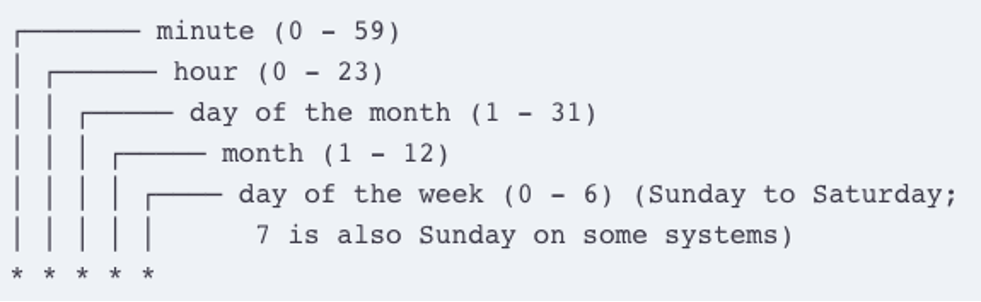 minute (0 - 59)
hour (0 - 23)
day of the month (1 - 31)
month (1 - 12)
day of the week (0 - 6) (Sunday to Saturday;
7 is also Sunday on some systems)
* * * * *